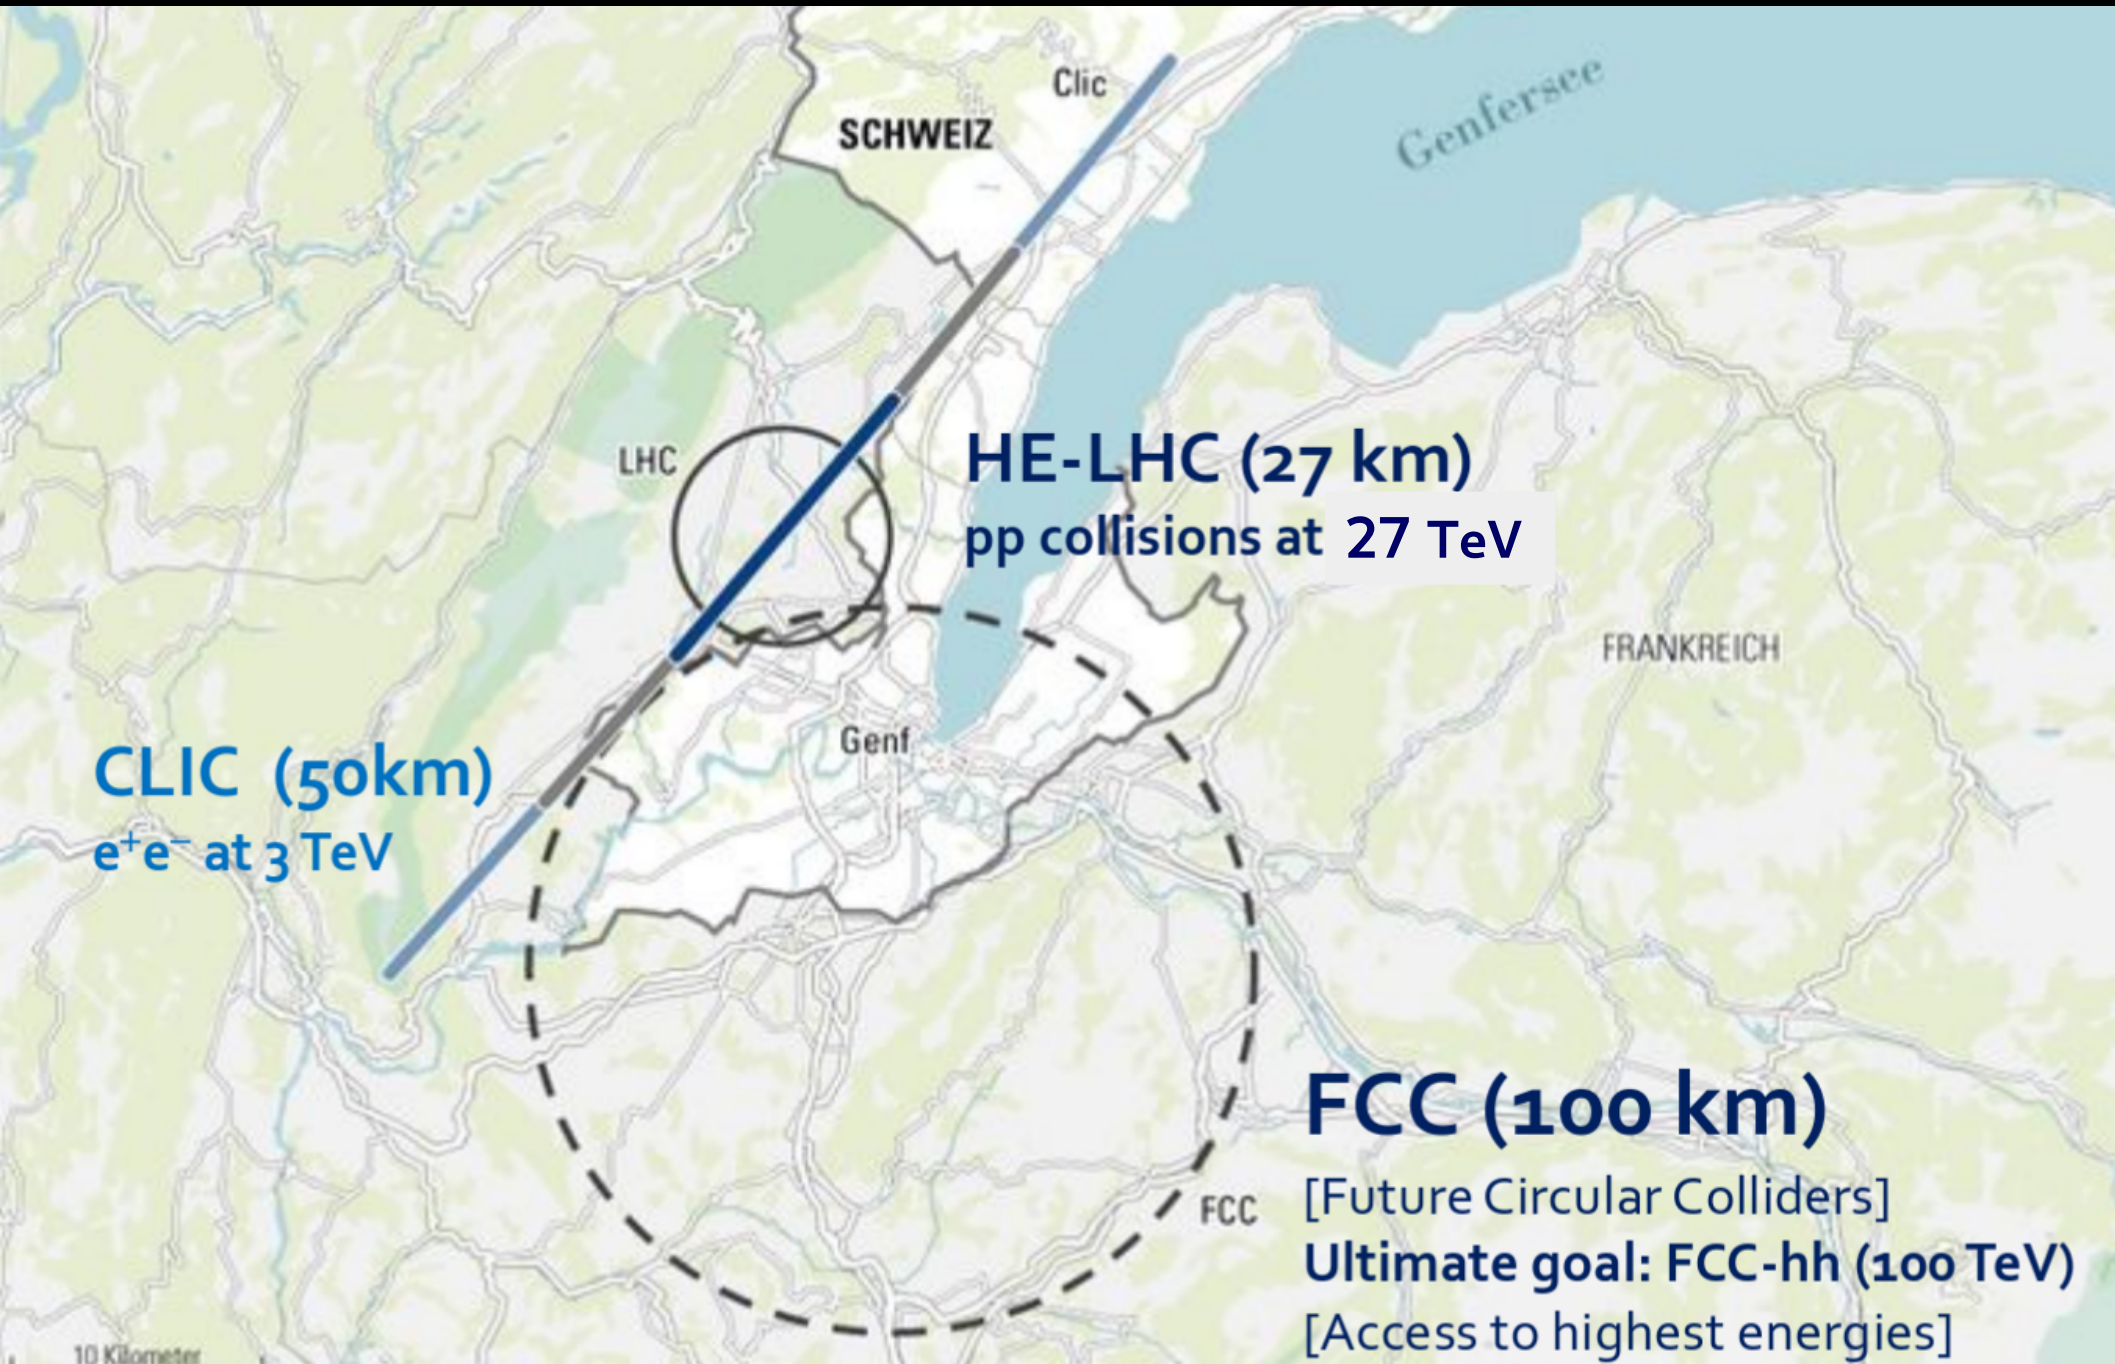 Clic
SCHWEIZ
Genfersee
LHC
HE-LHC (27 km)
pp collisions at 27 TeV
FRANKREICH
Genf
CLIC (50km)
e⁺e⁻ at 3 TeV
FCC (100 km)
FCC
[Future Circular Colliders]
Ultimate goal: FCC-hh (100 TeV)
[Access to highest energies]
10 Kilometer